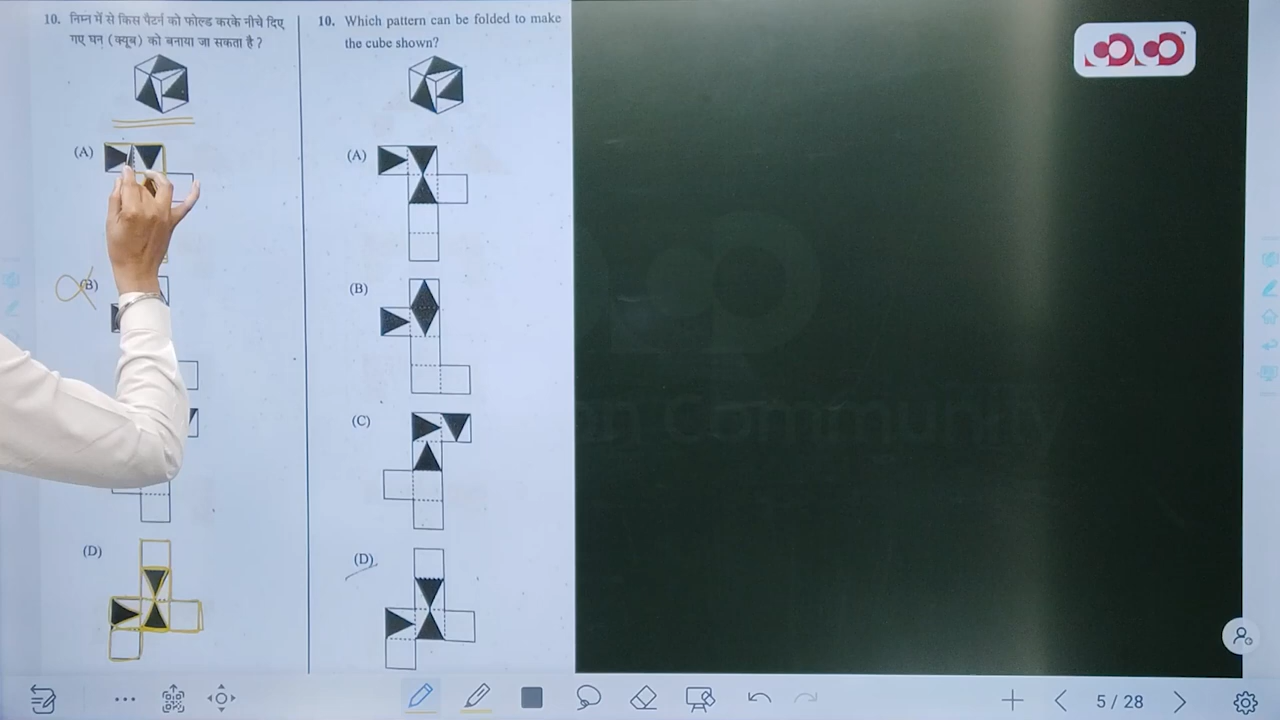 10. निम्न में से किस पैटर्न को फोल्ड करके नीचे दिए
गए घन (क्यूब) को बनाया जा सकता है ?
(A)
(B)
(D)
10. Which pattern can be folded to make
the cube shown?
(A)
(B)
(C)
(D)
Community
5 / 28